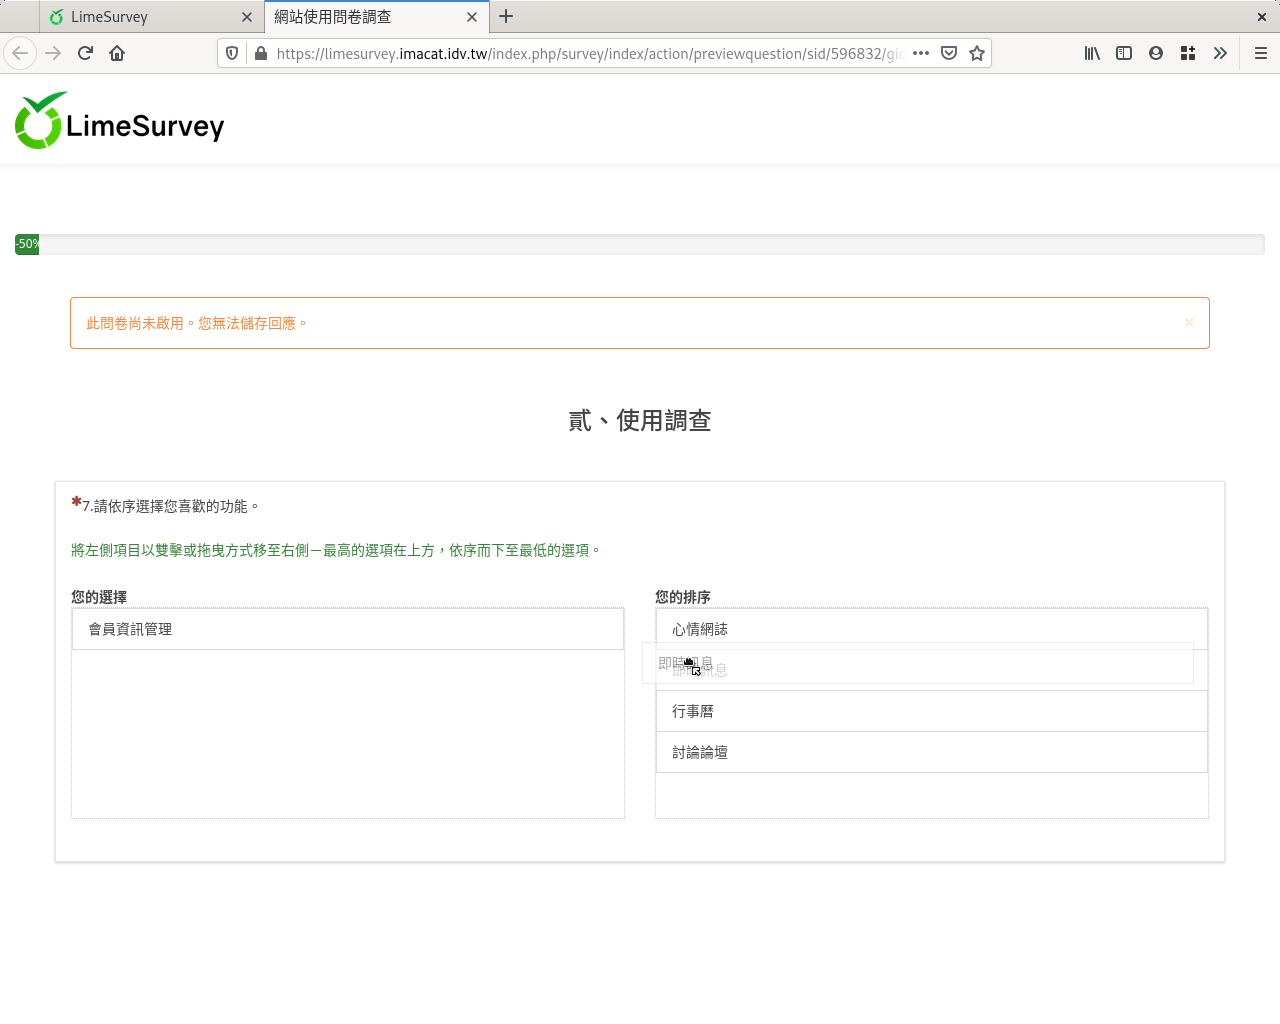 LimeSurvey
網站使用問卷調查
https://limesurvey.imacat.idv.tw/index.php/survey/index/action/previewquestion/sid/596832/gid
LimeSurvey
-50%
此問卷尚未啟用。您無法儲存回應。
×
貳、使用調查
*7.請依序選擇您喜歡的功能。
將左側項目以雙擊或拖曳方式移至右側－最高的選項在上方，依序而下至最低的選項。
您的選擇
會員資訊管理
您的排序
心情網誌
即時訊息
即時訊息
行事曆
討論論壇